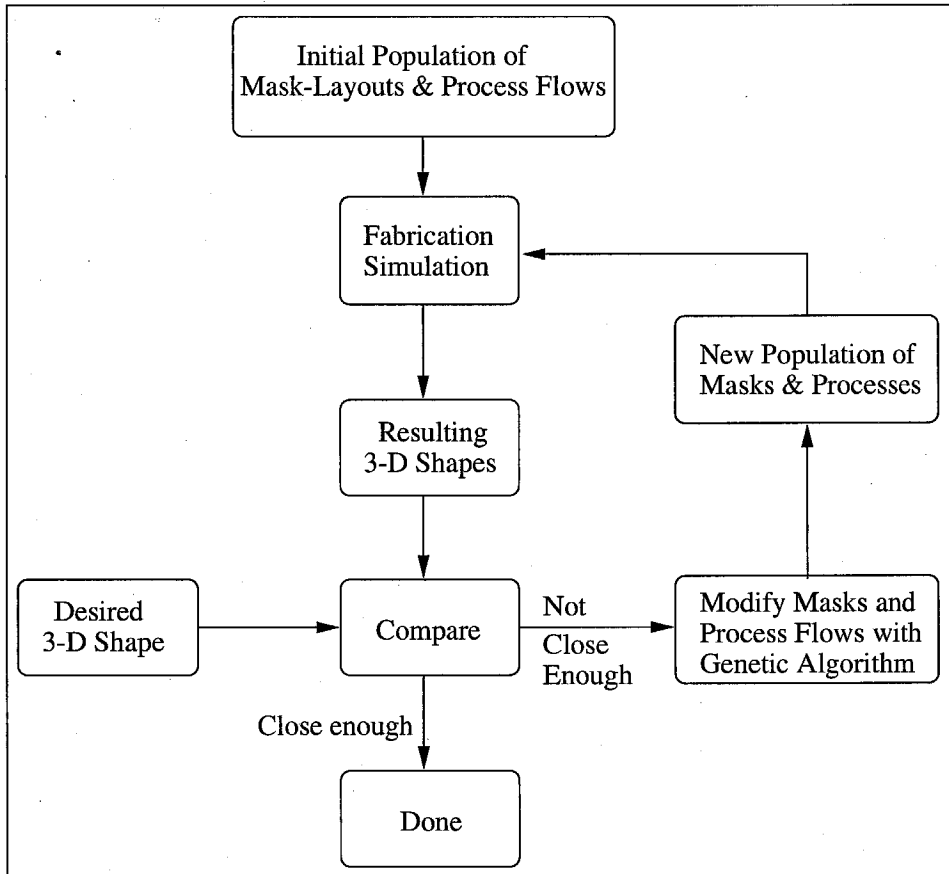 Initial Population of
Mask-Layouts & Process Flows
Fabrication
Simulation
New Population of
Masks & Processes
Resulting
3-D Shapes
Desired
3-D Shape
Compare
Not
Close
Enough
Modify Masks and
Process Flows with
Genetic Algorithm
Close enough
Done